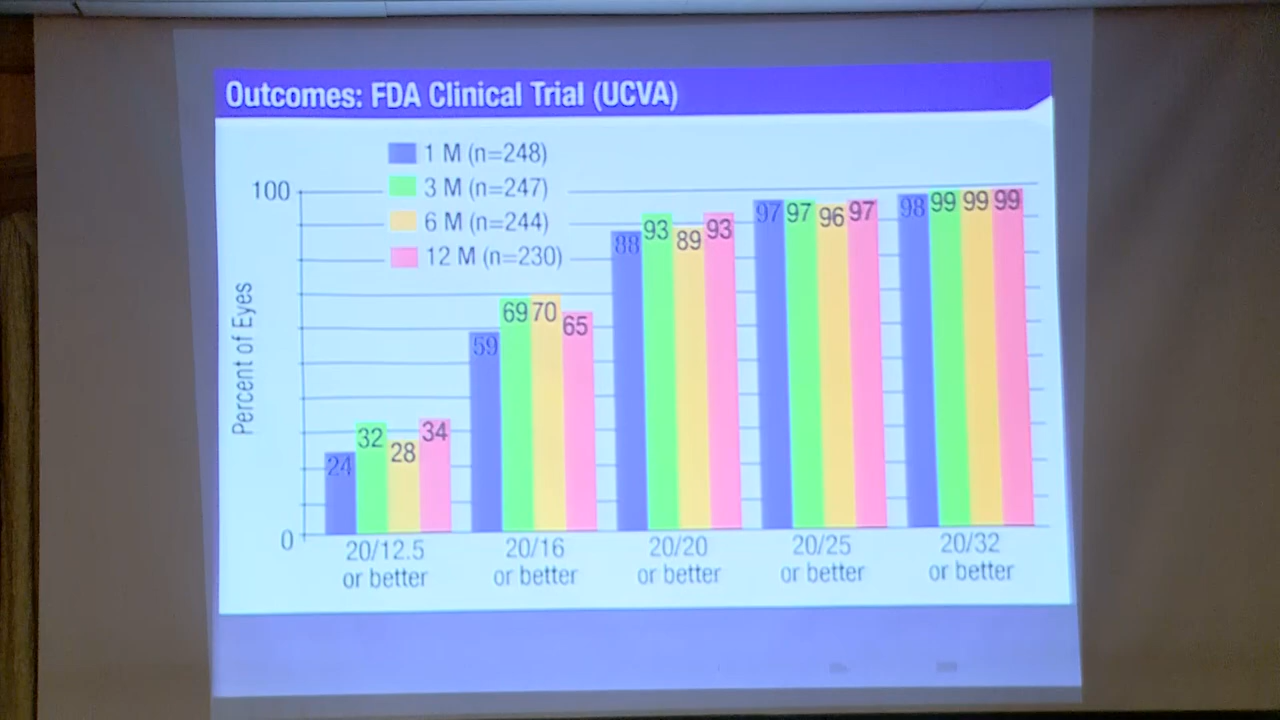 Outcomes: FDA Clinical Trial (UCVA)
1 M (n=248)
3 M (n=247)
6 M (n=244)
12 M (n=230)
100
0
Percent of Eyes
24 32 28 34
59 69 70 65
88 93 89 93
97 97 96 97
98 99 99 99
20/12.5
or better
20/16
or better
20/20
or better
20/25
or better
20/32
or better